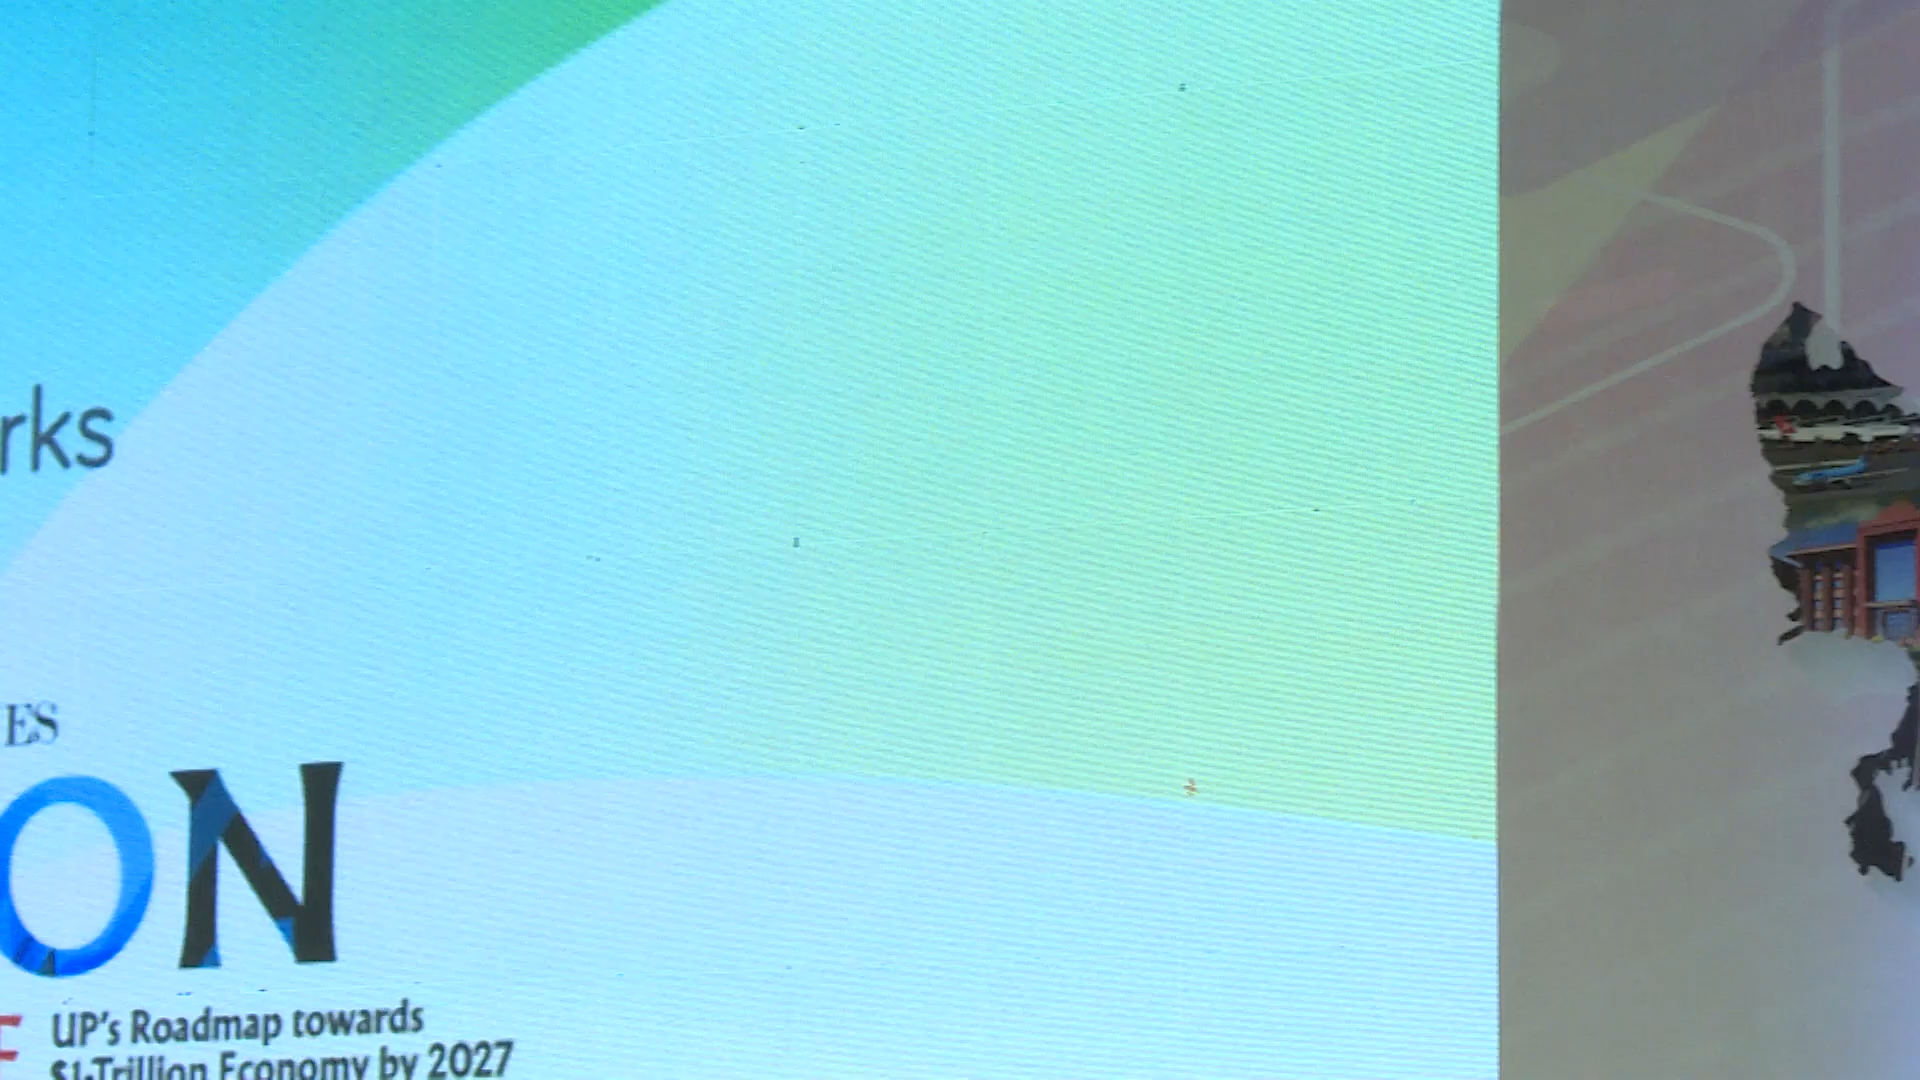 rks
ES
ON
E UP's Roadmap towards
$1-Trillion Economy by 2027